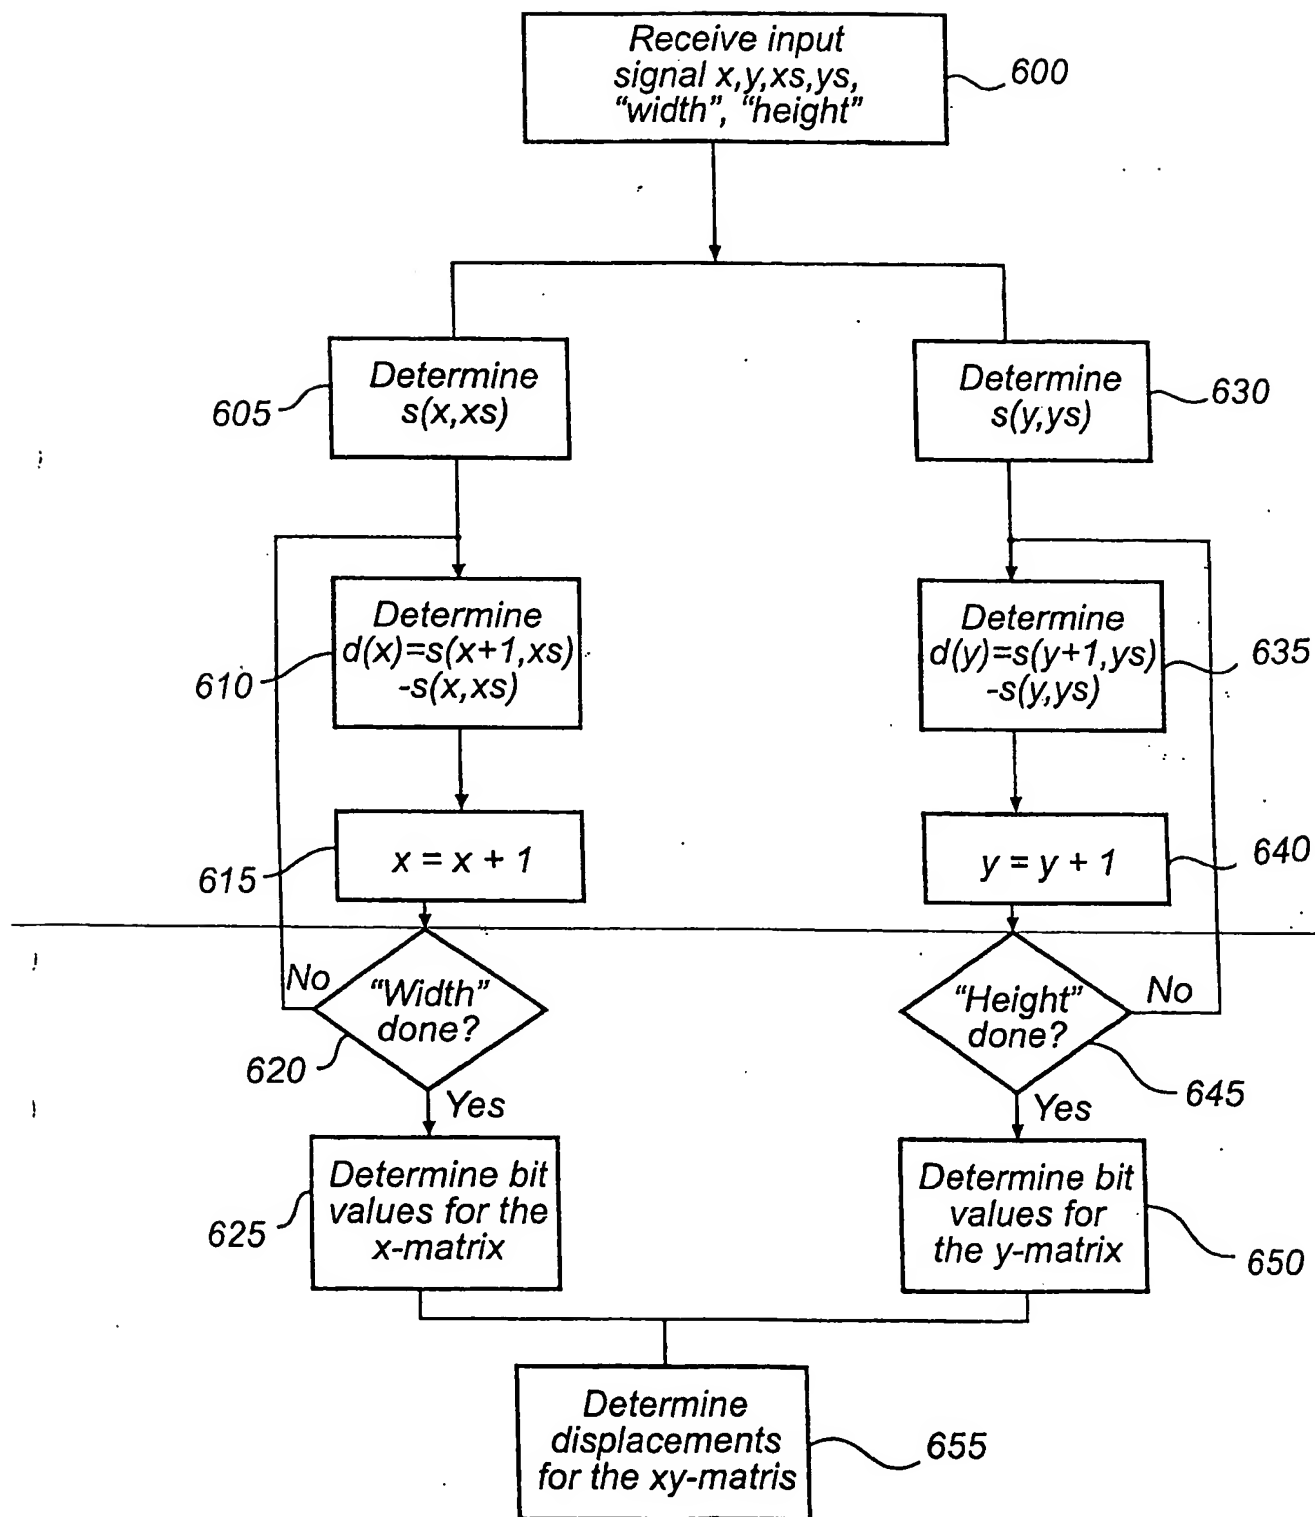 Receive input
signal x,y,xs,ys,
“width”, “height”
600
Determine
s(x,xs)
605
Determine
s(y,ys)
630
Determine
d(x)=s(x+1,xs)
-s(x,xs)
610
Determine
d(y)=s(y+1,ys)
-s(y,ys)
635
x = x + 1
615
y = y + 1
640
No
“Width”
done?
620
Yes
“Height”
done?
No
645
Yes
Determine bit
values for the
x-matrix
625
Determine bit
values for
the y-matrix
650
Determine
displacements
for the xy-matris
655